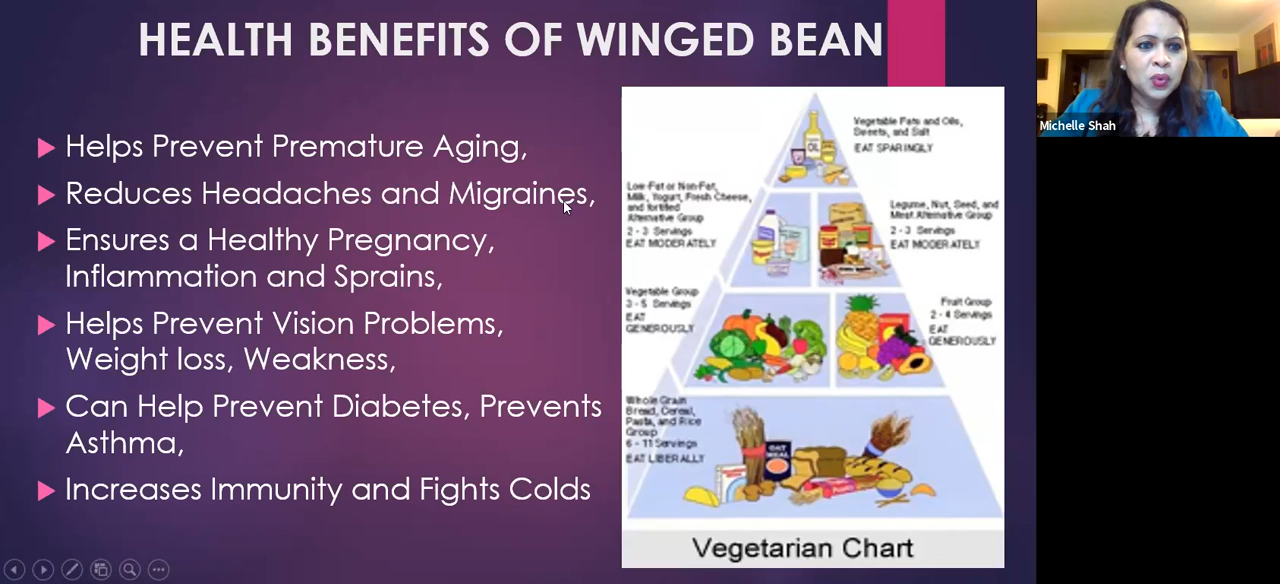 HEALTH BENEFITS OF WINGED BEAN
Helps Prevent Premature Aging,
Reduces Headaches and Migraines,
Ensures a Healthy Pregnancy,
Inflammation and Sprains,
Helps Prevent Vision Problems,
Weight loss, Weakness,
Can Help Prevent Diabetes, Prevents
Asthma,
Increases Immunity and Fights Colds
Vegetable Fats and Oils,
Sweets, and Salt
EAT SPARINGLY
OIL
Low-Fat or Non-Fat,
Milk, Yogurt, Fresh Cheese,
and fortified
Alternative Group
2 - 3 Servings
EAT MODERATELY
Legume, Nut, Seed, and
Meat Alternative Group
2 - 3 Servings
EAT MODERATELY
Vegetable Group
3 - 5 Servings
EAT
GENEROUSLY
Fruit Group
2 - 4 Servings
EAT
GENEROUSLY
Whole Grain
Bread, Cereal,
Pasta, and Rice
Group
6 - 11 Servings
EAT LIBERALLY
OAT
MEAL
Vegetarian Chart
Michelle Shah